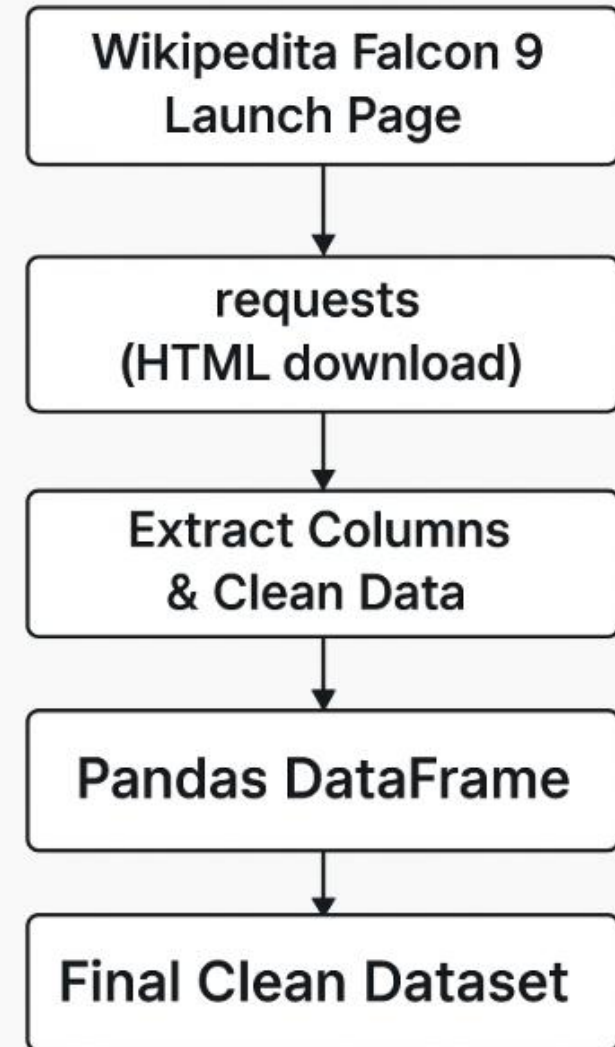 Wikipedita Falcon 9
Launch Page
requests
(HTML download)
Extract Columns
& Clean Data
Pandas DataFrame
Final Clean Dataset